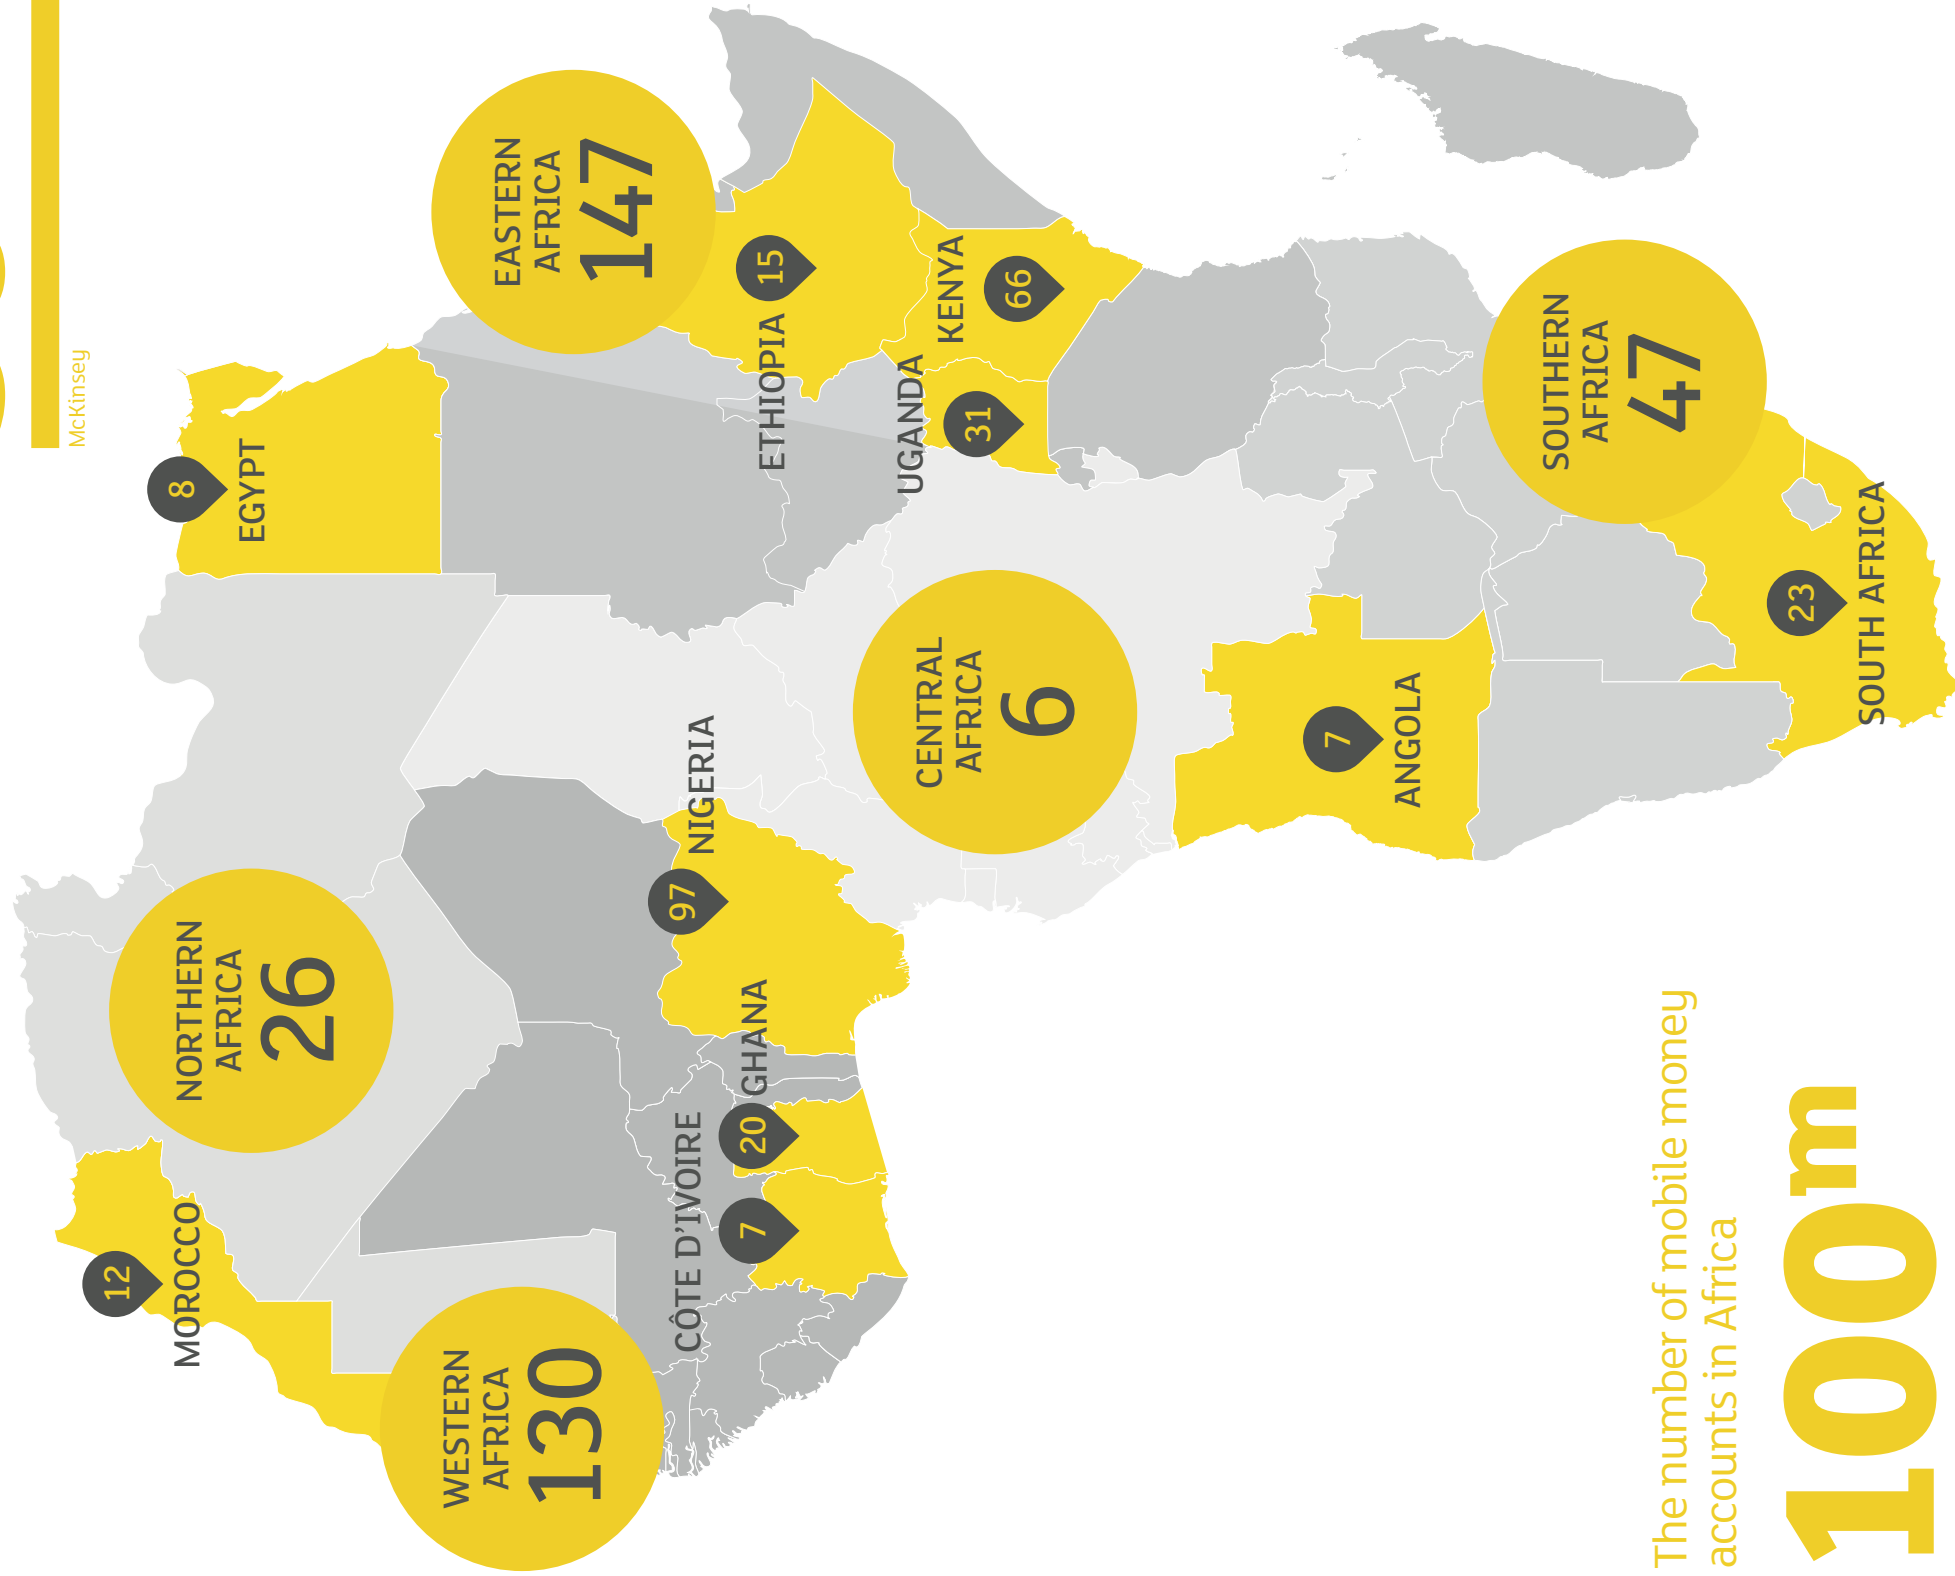 McKinsey
MOROCCO
12
NORTHERN
AFRICA
26
EGYPT
8
WESTERN
AFRICA
130
CÔTE D'IVOIRE
7
GHANA
20
NIGERIA
97
EASTERN
AFRICA
147
ETHIOPIA
15
UGANDA
31
KENYA
66
CENTRAL
AFRICA
6
ANGOLA
7
SOUTHERN
AFRICA
47
SOUTH AFRICA
23
The number of mobile money
accounts in Africa
100m